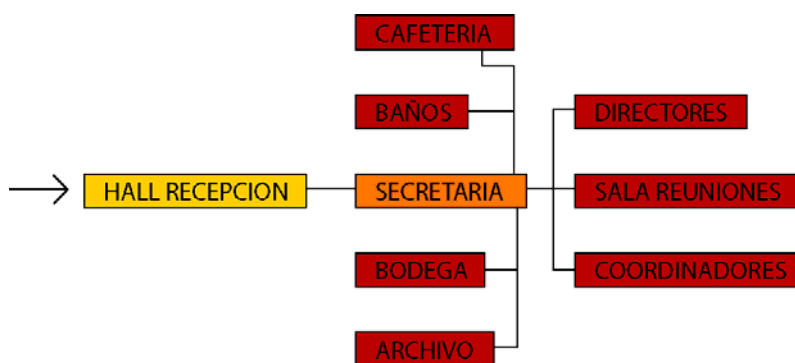 CAFETERIA
BAÑOS
DIRECTORES
HALL RECEPCION
SECRETARIA
SALA REUNIONES
BODEGA
COORDINADORES
ARCHIVO